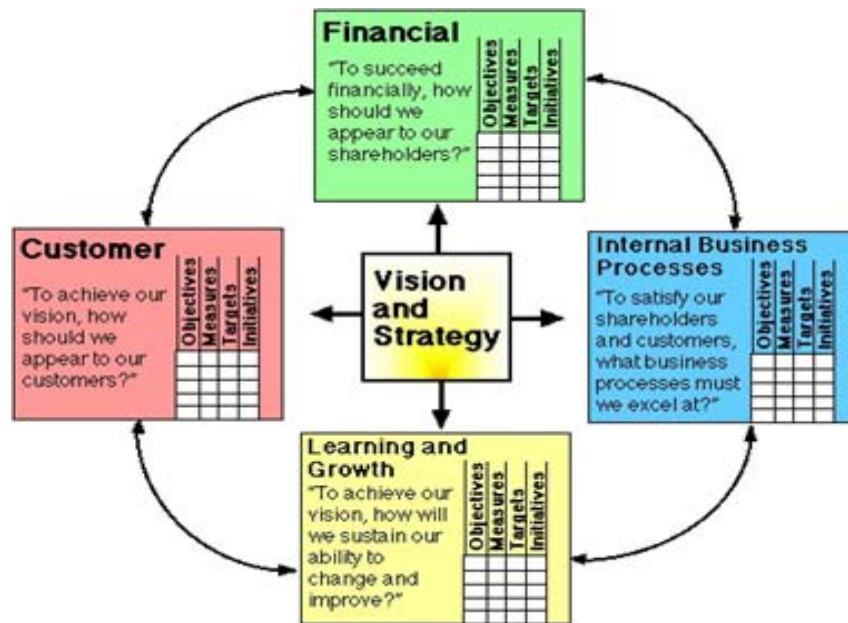 Financial
"To succeed
financially, how
should we
appear to our
shareholders?"
Objectives
Measures
Targets
Initiatives
Customer
"To achieve our
vision, how
should we
appear to our
customers?"
Objectives
Measures
Targets
Initiatives
Vision
and
Strategy
Internal Business
Processes
"To satisfy our
shareholders
and customers,
what business
processes must
we excel at?"
Objectives
Measures
Targets
Initiatives
Learning and
Growth
"To achieve our
vision, how will
we sustain our
ability to
change and
improve?"
Objectives
Measures
Targets
Initiatives